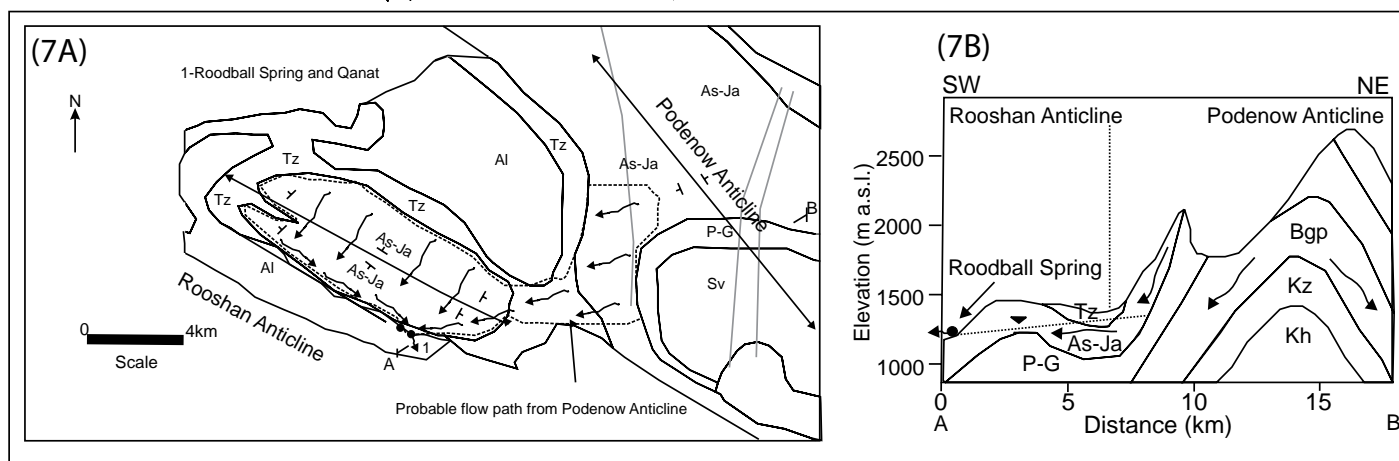 (7A)
1-Roodball Spring and Qanat
N
Tz
Al
Tz
As-Ja
As-Ja
Podenow Anticline
B
P-G
Sv
Tz
Tz
As-Ja
As-Ja
Al
Rooshan Anticline
0 4km
Scale
A
1
Probable flow path from Podenow Anticline
(7B)
SW NE
Rooshan Anticline Podenow Anticline
Elevation (m a.s.l.)
2500
2000
1500
1000
Roodball Spring
Bgp
Kz
Tz
As-Ja
Kh
P-G
0 5 10 15
A Distance (km) B